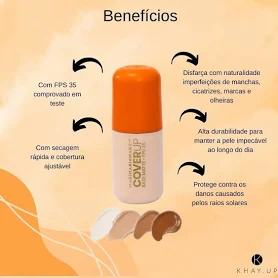 Benefícios
Com FPS 35
comprovado em
teste
Disfarça com naturalidade
imperfeições de manchas,
cicatrizes, marcas e
olheiras
COVERUP
Com secagem
rápida e cobertura
ajustável
Alta durabilidade para
manter a pele impecável
ao longo do dia
Protege contra os
danos causados
pelos raios solares
K
KHAY.UP